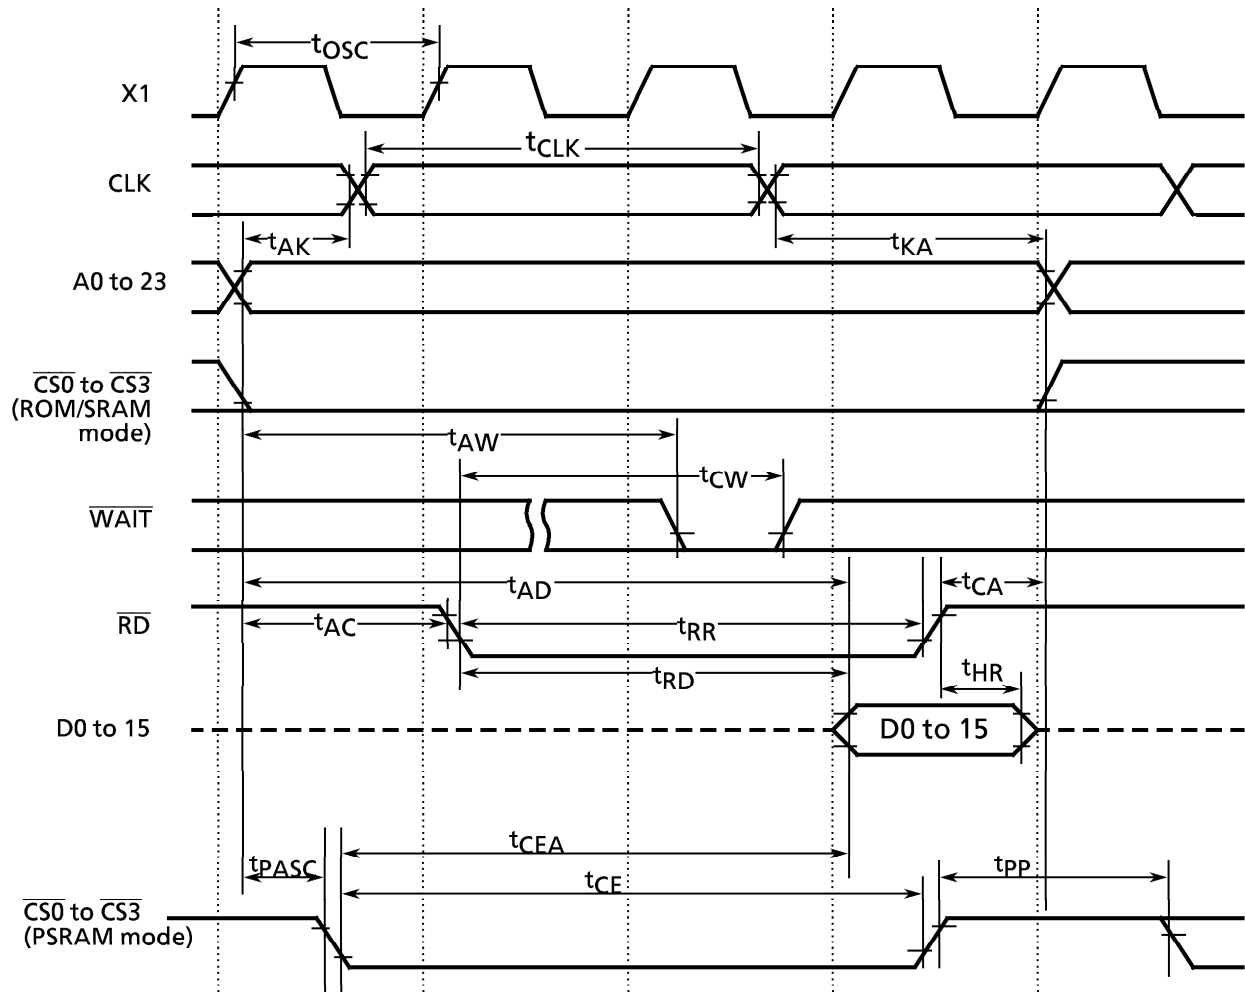 tOSC
X1
tCLK
CLK
tAK
tKA
A0 to 23
CS0 to CS3
(ROM/SRAM
mode)
tAW
tCW
WAIT
tAD
tCA
RD
tAC
tRR
tRD
tHR
D0 to 15
D0 to 15
tCEA
tPASC
tCE
tPP
CS0 to CS3
(PSRAM mode)